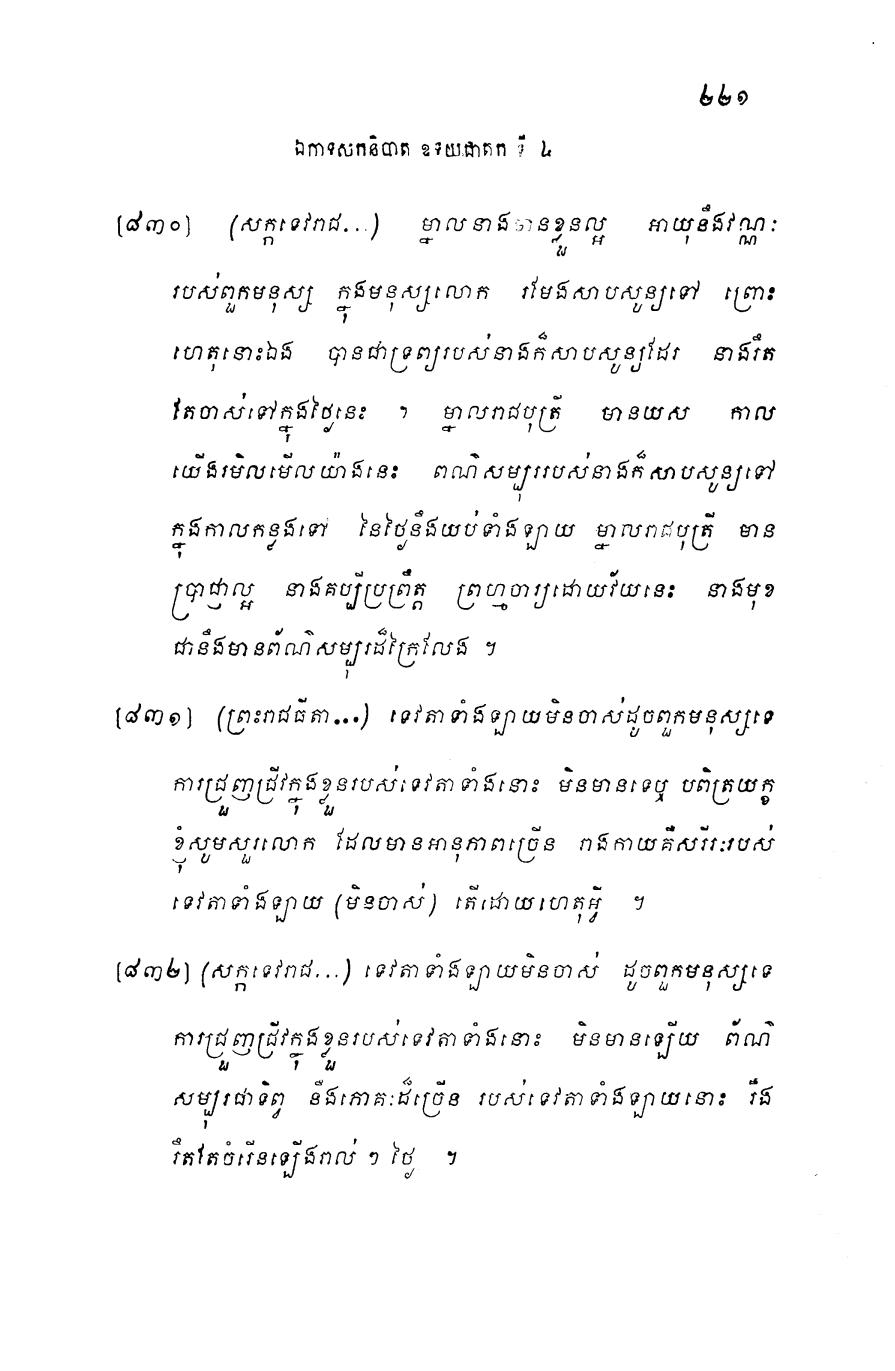 ២២១
ឯកាទសកនិបាត ឧទយជាតក ទី ៤
[៨៣០] (សក្កទេវរាជ...) ម្នាលនាងមានខ្លួនល្អ អាយុនឹងវណ្ណៈ
របស់ពួកមនុស្ស ក្នុងមនុស្សលោក រមែងសាបសូន្យទៅ ព្រោះ
ហេតុនោះឯង បានជាទ្រព្យរបស់នាងក៏សាបសូន្យដែរ នាងរឹត
តែចាស់ទៅក្នុងថ្ងៃនេះ ។ ម្នាលរាជបុត្រី មានយស កាល
យើងរមិលមើលយ៉ាងនេះ ពណ៌សម្បុររបស់នាងក៏សាបសូន្យទៅ
ក្នុងកាលកន្លងទៅ នៃថ្ងៃនឹងយប់ទាំងឡាយ ម្នាលរាជបុត្រី មាន
ប្រាជ្ញាល្អ នាងគប្បីប្រព្រឹត្ត ព្រហ្មចារ្យដោយវ័យនេះ នាងមុខ
ជានឹងមានព័ណ៌សម្បុរដ៏ក្រៃលែង ។
[៨៣១] (ព្រះរាជធីតា...) ទេវតាទាំងឡាយមិនចាស់ដូចពួកមនុស្សទេ
ការជ្រួញជ្រីវក្នុងខ្លួនរបស់ទេវតាទាំងនោះ មិនមានទេឬ បពិត្រយក្ខ
ខ្ញុំសូមសួរលោក ដែលមានអានុភាពច្រើន រាងកាយគឺសរីរៈរបស់
ទេវតាទាំងឡាយ (មិនចាស់) តើដោយហេតុអ្វី ។
[៨៣២] (សក្កទេវរាជ...) ទេវតាទាំងឡាយមិនចាស់ ដូចពួកមនុស្សទេ
ការជ្រួញជ្រីវក្នុងខ្លួនរបស់ទេវតាទាំងនោះ មិនមានឡើយ ព័ណ៌
សម្បុរជាទិព្វ នឹងភោគៈដ៏ច្រើន របស់ទេវតាទាំងឡាយនោះ រឹង
រឹតតែចំរើនឡើងរាល់ ៗ ថ្ងៃ ។